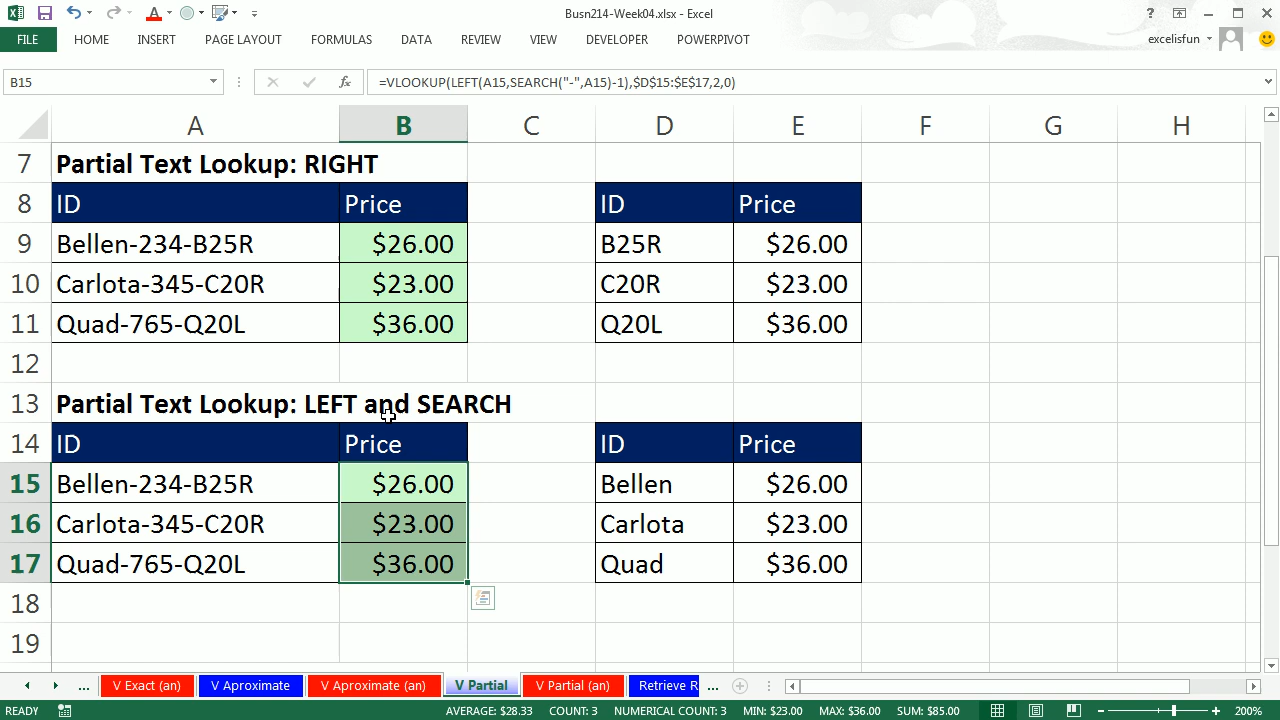 Busn214-Week04.xlsx - Excel
FILE HOME INSERT PAGE LAYOUT FORMULAS DATA REVIEW VIEW DEVELOPER POWERPIVOT excelisfun
B15 fx =VLOOKUP(LEFT(A15,SEARCH("-",A15)-1),$D$15:$E$17,2,0)
A B C D E F G H
7 Partial Text Lookup: RIGHT
8 ID Price ID Price
9 Bellen-234-B25R $26.00 B25R $26.00
10 Carlota-345-C20R $23.00 C20R $23.00
11 Quad-765-Q20L $36.00 Q20L $36.00
12
13 Partial Text Lookup: LEFT and SEARCH
14 ID Price ID Price
15 Bellen-234-B25R $26.00 Bellen $26.00
16 Carlota-345-C20R $23.00 Carlota $23.00
17 Quad-765-Q20L $36.00 Quad $36.00
18
19
... V Exact (an) V Aproximate V Aproximate (an) V Partial V Partial (an) Retrieve R ...
READY AVERAGE: $28.33 COUNT: 3 NUMERICAL COUNT: 3 MIN: $23.00 MAX: $36.00 SUM: $85.00 200%